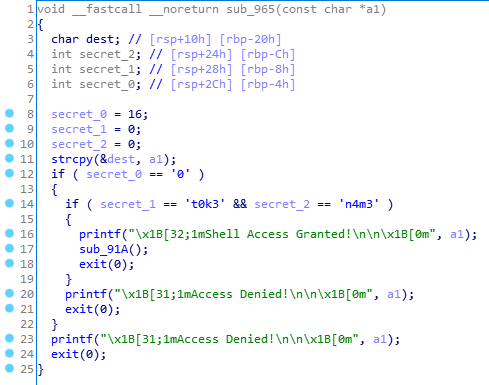 1 void __fastcall __noreturn sub_965(const char *a1)
2 {
3 char dest; // [rsp+10h] [rbp-20h]
4 int secret_2; // [rsp+24h] [rbp-Ch]
5 int secret_1; // [rsp+28h] [rbp-8h]
6 int secret_0; // [rsp+2Ch] [rbp-4h]
7
8 secret_0 = 16;
9 secret_1 = 0;
10 secret_2 = 0;
11 strcpy(&dest, a1);
12 if ( secret_0 == '0' )
13 {
14 if ( secret_1 == 't0k3' && secret_2 == 'n4m3' )
15 {
16 printf("\x1B[32;1mShell Access Granted!\n\n\x1B[0m", a1);
17 sub_91A();
18 exit(0);
19 }
20 printf("\x1B[31;1mAccess Denied!\n\n\x1B[0m", a1);
21 exit(0);
22 }
23 printf("\x1B[31;1mAccess Denied!\n\n\x1B[0m", a1);
24 exit(0);
25 }